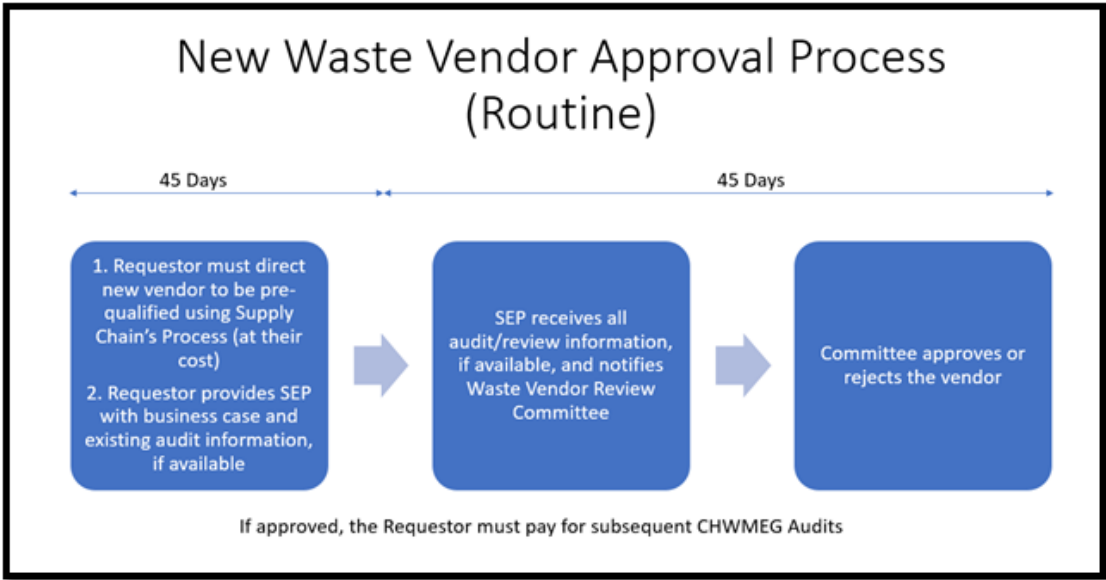 New Waste Vendor Approval Process
(Routine)
45 Days
45 Days
1. Requestor must direct
new vendor to be pre-
qualified using Supply
Chain's Process (at their
cost)
2. Requestor provides SEP
with business case and
existing audit information,
if available
SEP receives all
audit/review information,
if available, and notifies
Waste Vendor Review
Committee
Committee approves or
rejects the vendor
If approved, the Requestor must pay for subsequent CHWMEG Audits